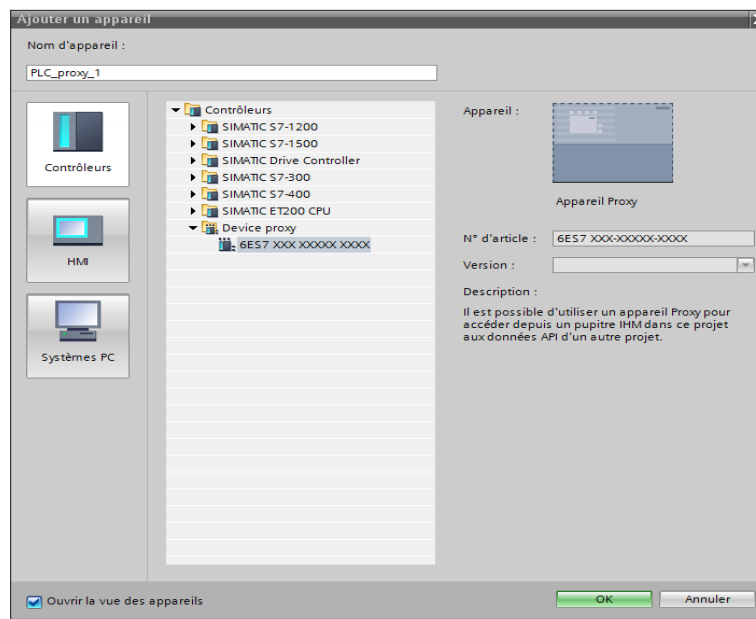 Ajouter un appareil
Nom d'appareil :
PLC_proxy_1
Contrôleurs
HMI
Systèmes PC
Contrôleurs
SIMATIC S7-1200
SIMATIC S7-1500
SIMATIC Drive Controller
SIMATIC S7-300
SIMATIC S7-400
SIMATIC ET200 CPU
Device proxy
6ES7 XXX XXXXX XXXX
Appareil :
Appareil Proxy
N° d'article :
6ES7 XXX-XXXXX-XXXX
Version :
Description :
Il est possible d'utiliser un appareil Proxy pour
accéder depuis un pupitre IHM dans ce projet
aux données API d'un autre projet.
Ouvrir la vue des appareils
OK
Annuler